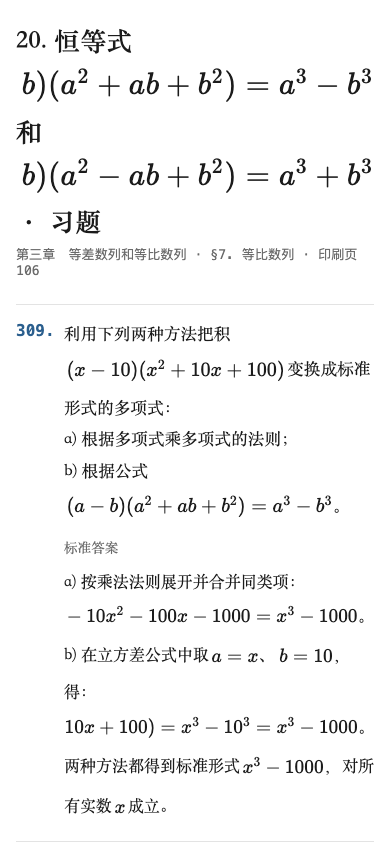 20. 恒等式
b)(a² + ab + b²) = a³ − b³
和
b)(a² − ab + b²) = a³ + b³
· 习题
第三章 等差数列和等比数列 · §7. 等比数列 · 印刷页
106
309. 利用下列两种方法把积
(x − 10)(x² + 10x + 100) 变换成标准
形式的多项式：
a) 根据多项式乘多项式的法则；
b) 根据公式
(a − b)(a² + ab + b²) = a³ − b³。
标准答案
a) 按乘法法则展开并合并同类项：
− 10x² − 100x − 1000 = x³ − 1000。
b) 在立方差公式中取 a = x、b = 10，
得：
10x + 100) = x³ − 10³ = x³ − 1000。
两种方法都得到标准形式 x³ − 1000，对所
有实数 x 成立。